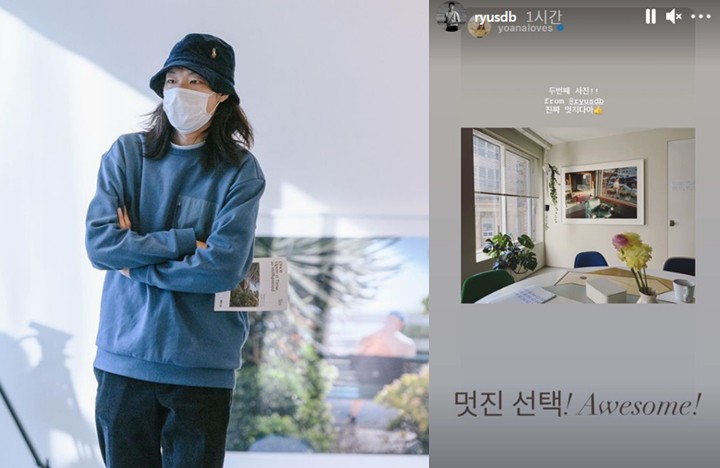 ryusdb 1시간
yoanaloves
두번째 사진!!
from @ryusdb
진짜 멋지다아👍
멋진 선택! Awesome!